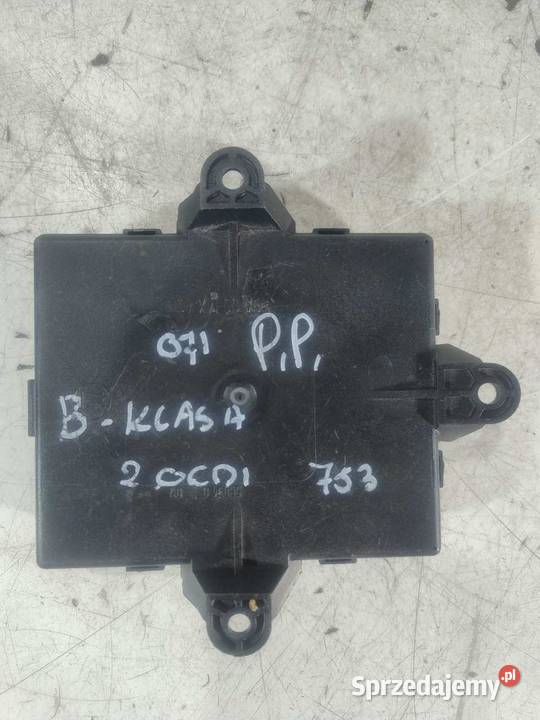 071 P.P.
B-KLASA
2.0CDI 753
Sprzedajemy.pl